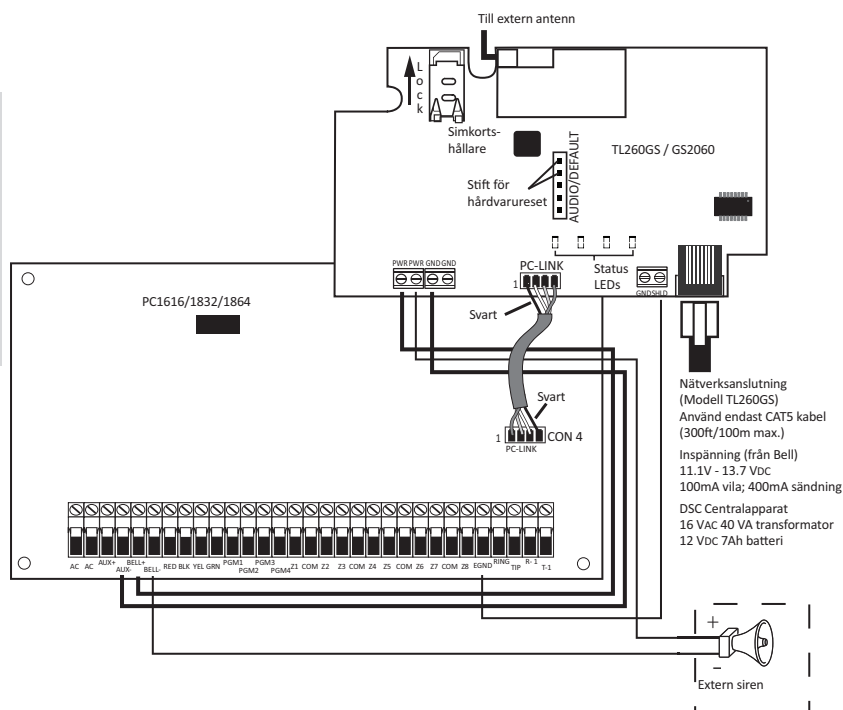 Till extern antenn
Lock
Simkorts-
hållare
TL260GS / GS2060
AUDIO/DEFAULT
Stift för
hårdvarureset
PWR PWR GND GND
PC-LINK
1
Status
LEDs
GND SHLD
PC1616/1832/1864
Svart
Svart
1
CON 4
PC-LINK
Nätverksanslutning
(Modell TL260GS)
Använd endast CAT5 kabel
(300ft/100m max.)
Inspänning (från Bell)
11.1V - 13.7 VDC
100mA vila; 400mA sändning
DSC Centralapparat
16 VAC 40 VA transformator
12 VDC 7Ah batteri
AC AC AUX+ AUX- BELL+ BELL- RED BLK YEL GRN PGM1 PGM2 PGM3 PGM4 Z1 COM Z2 Z3 COM Z4 Z5 COM Z6 Z7 COM Z8 EGND RING TIP R-1 T-1
+
–
Extern siren